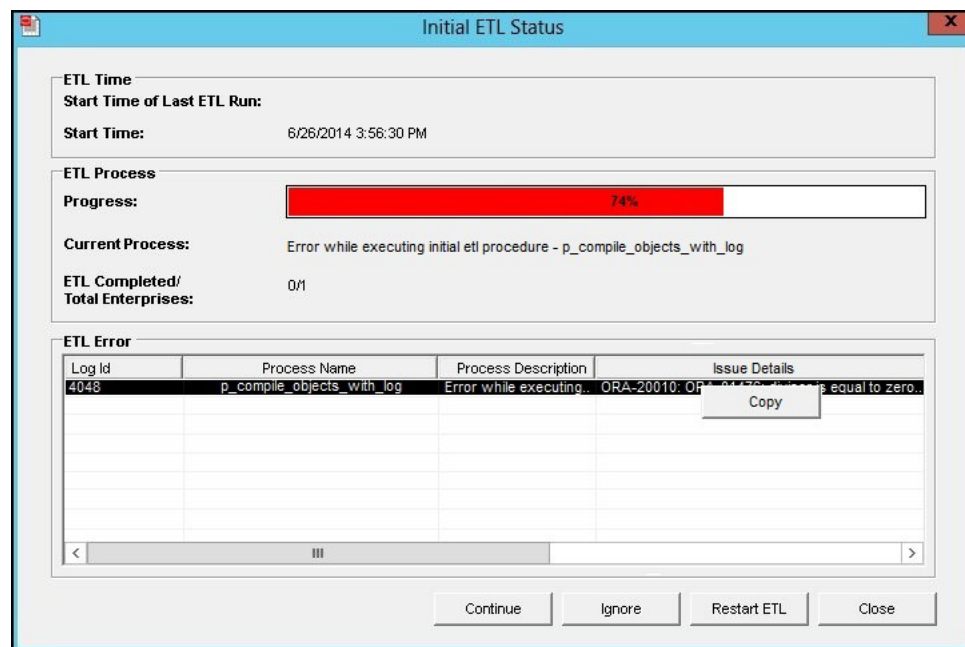 Initial ETL Status
X
ETL Time
Start Time of Last ETL Run:
Start Time: 6/26/2014 3:56:30 PM
ETL Process
Progress: 74%
Current Process: Error while executing initial etl procedure - p_compile_objects_with_log
ETL Completed/
Total Enterprises: 0/1
ETL Error
Log Id Process Name Process Description Issue Details
4048 p_compile_objects_with_log Error while executing.. ORA-20010: is equal to zero..
Copy
Continue Ignore Restart ETL Close